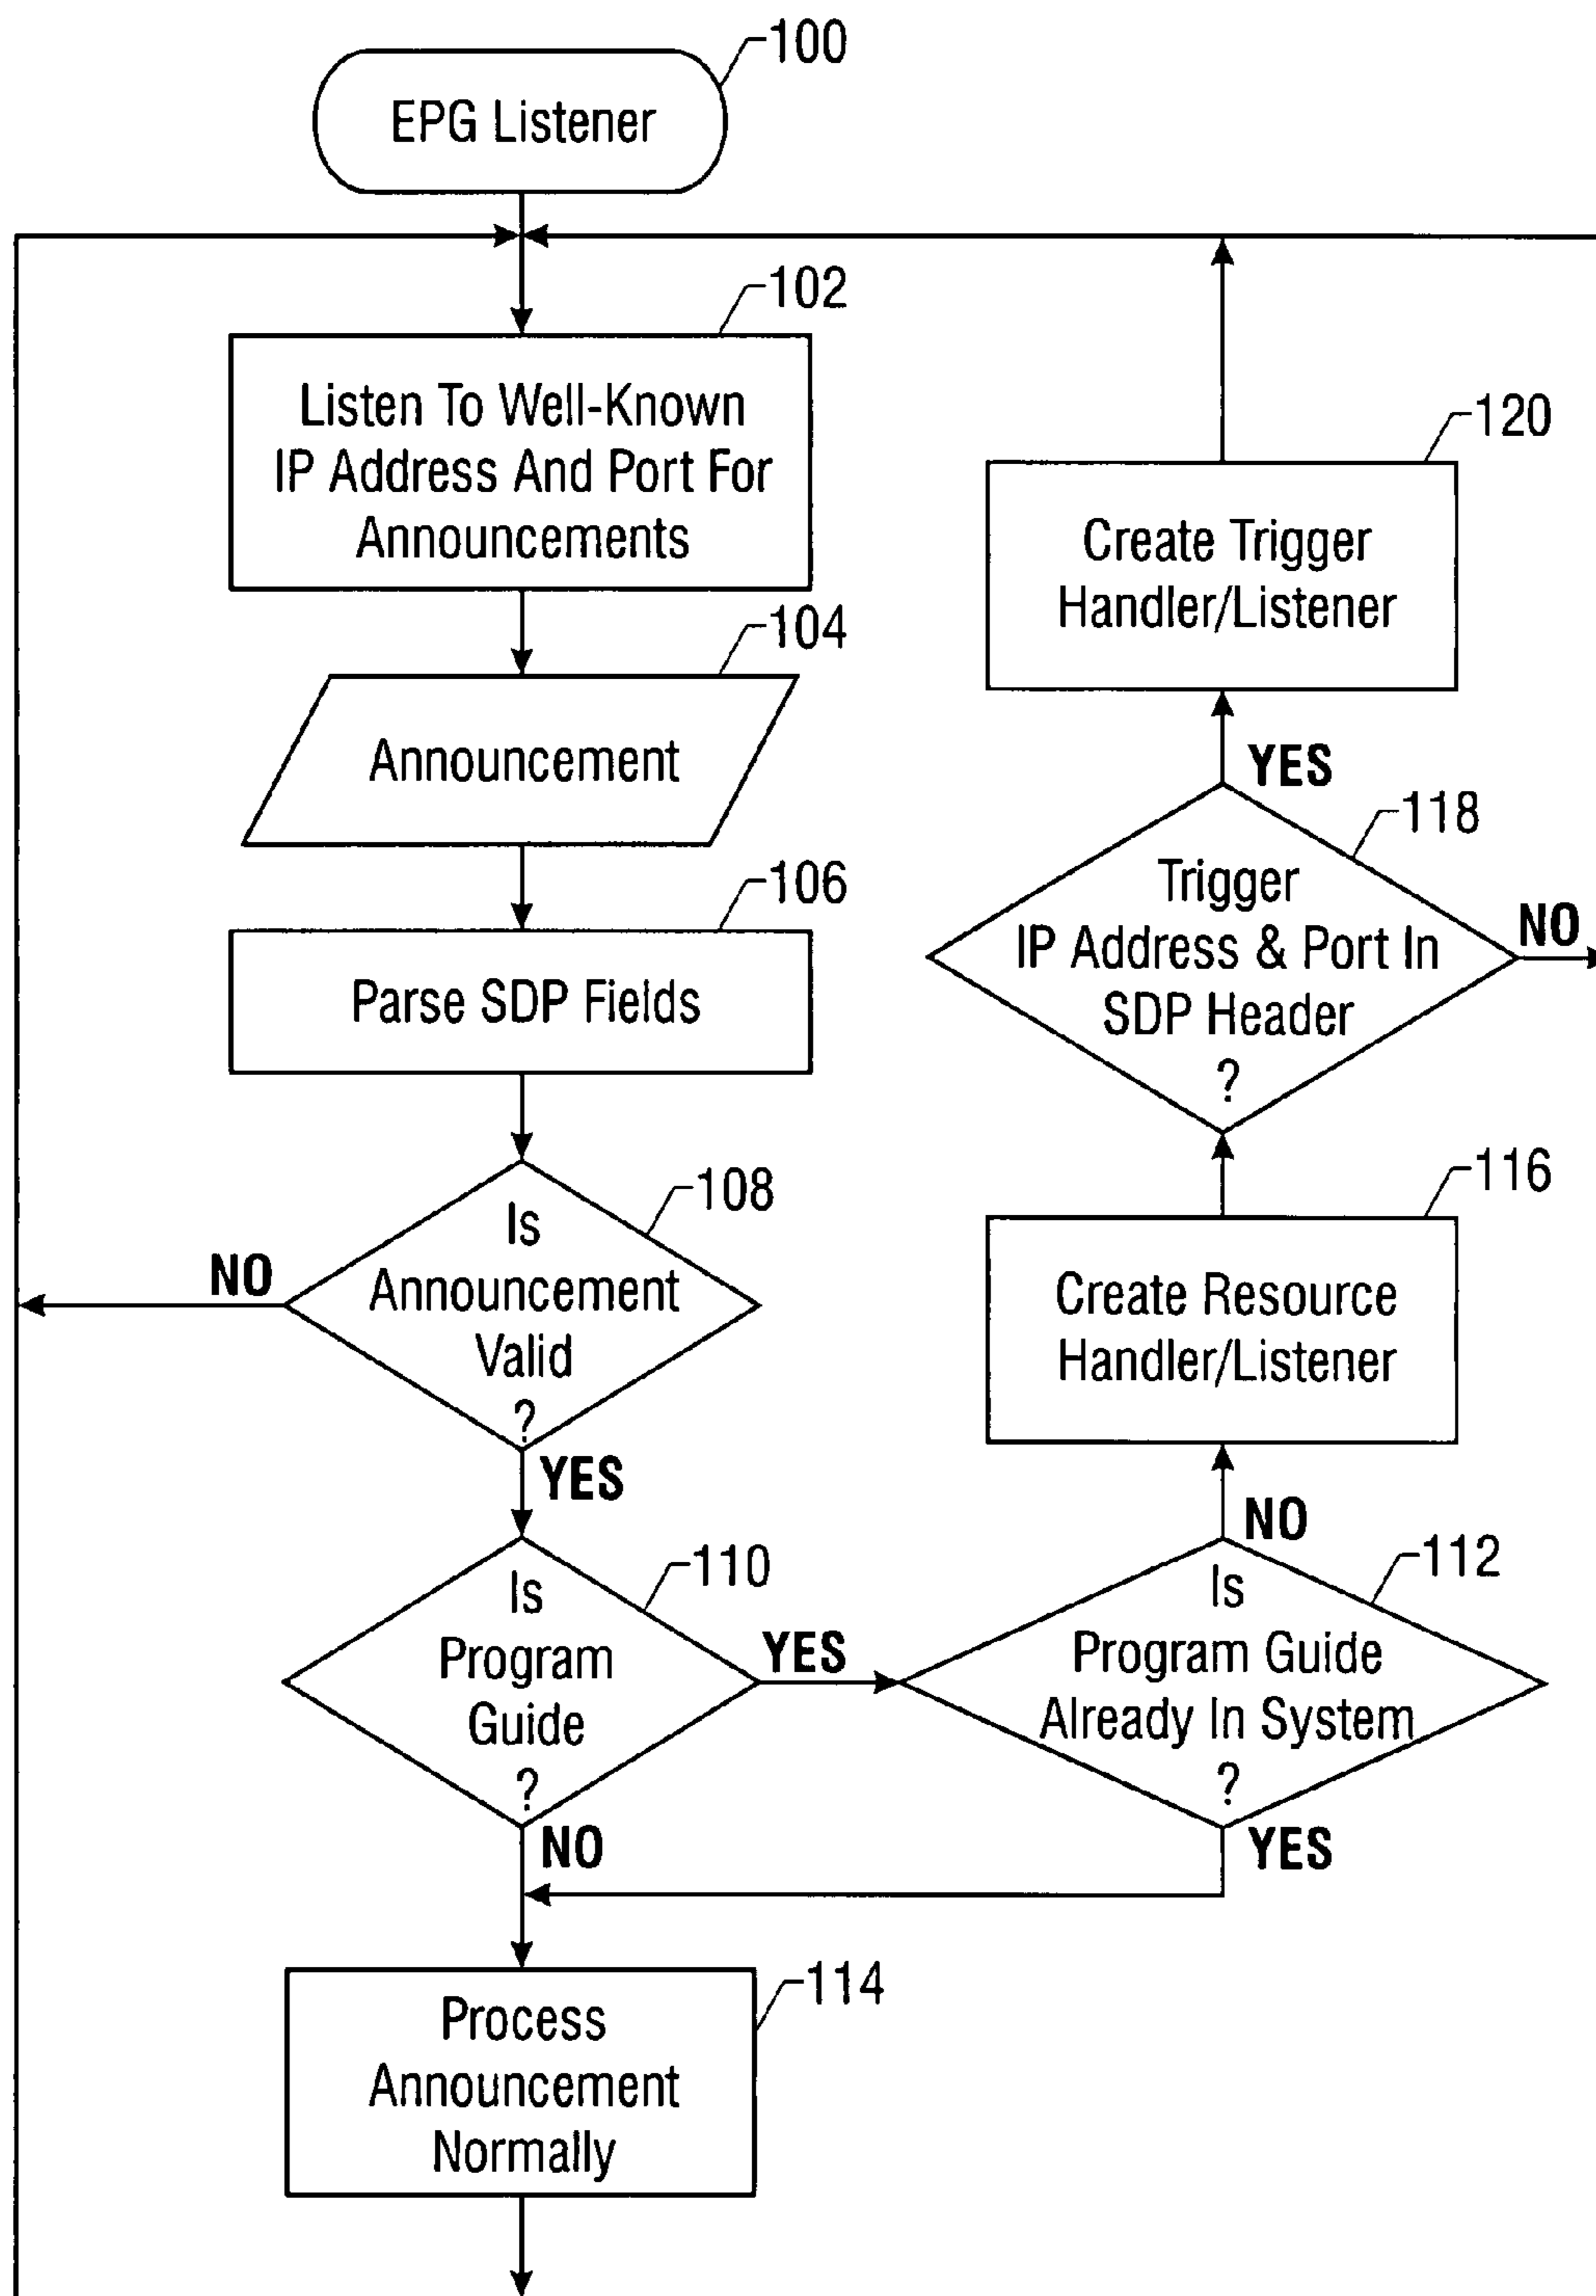 100
EPG Listener
102
Listen To Well-Known
IP Address And Port For
Announcements
104
Announcement
106
Parse SDP Fields
108
Is
Announcement
Valid
?
NO
YES
110
Is
Program
Guide
?
YES
NO
112
Is
Program Guide
Already In System
?
NO
YES
114
Process
Announcement
Normally
116
Create Resource
Handler/Listener
118
Trigger
IP Address & Port In
SDP Header
?
YES
NO
120
Create Trigger
Handler/Listener